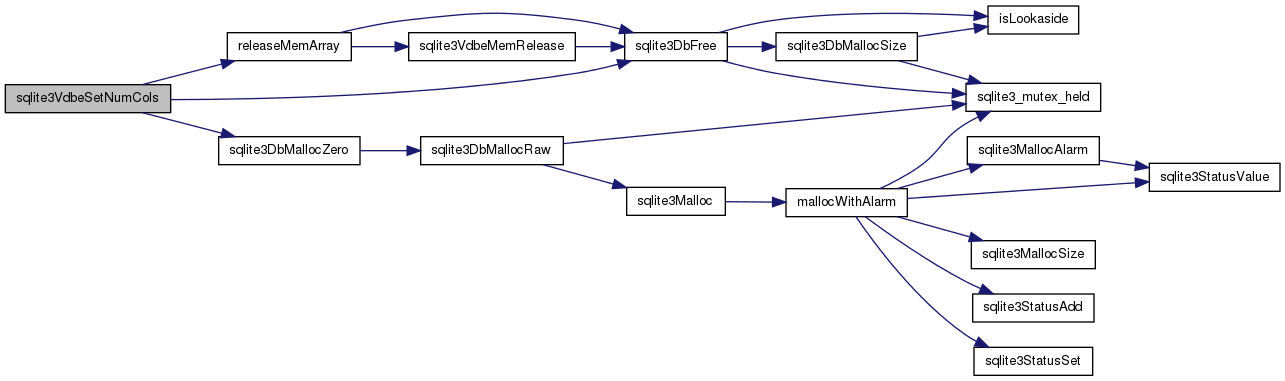 isLookaside
releaseMemArray
sqlite3VdbeMemRelease
sqlite3DbFree
sqlite3DbMallocSize
sqlite3VdbeSetNumCols
sqlite3_mutex_held
sqlite3DbMallocZero
sqlite3DbMallocRaw
sqlite3MallocAlarm
sqlite3StatusValue
sqlite3Malloc
mallocWithAlarm
sqlite3MallocSize
sqlite3StatusAdd
sqlite3StatusSet